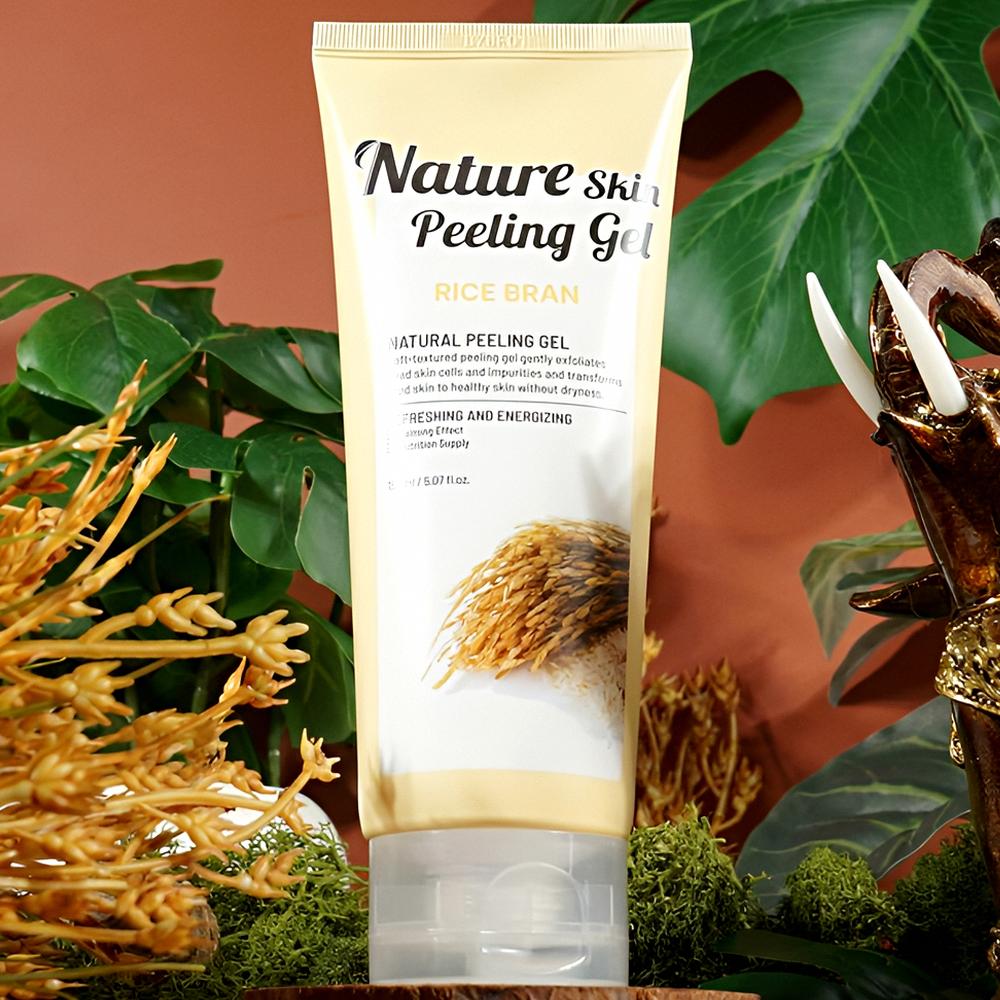 Nature Skin
Peeling Gel
RICE BRAN
NATURAL PEELING GEL
peeling gel gently exfoliates
skin cells and impurities and transforms
skin to healthy skin without dryness.
FRESHING AND ENERGIZING
Effect
Supply
/ 5.07 fl.oz.